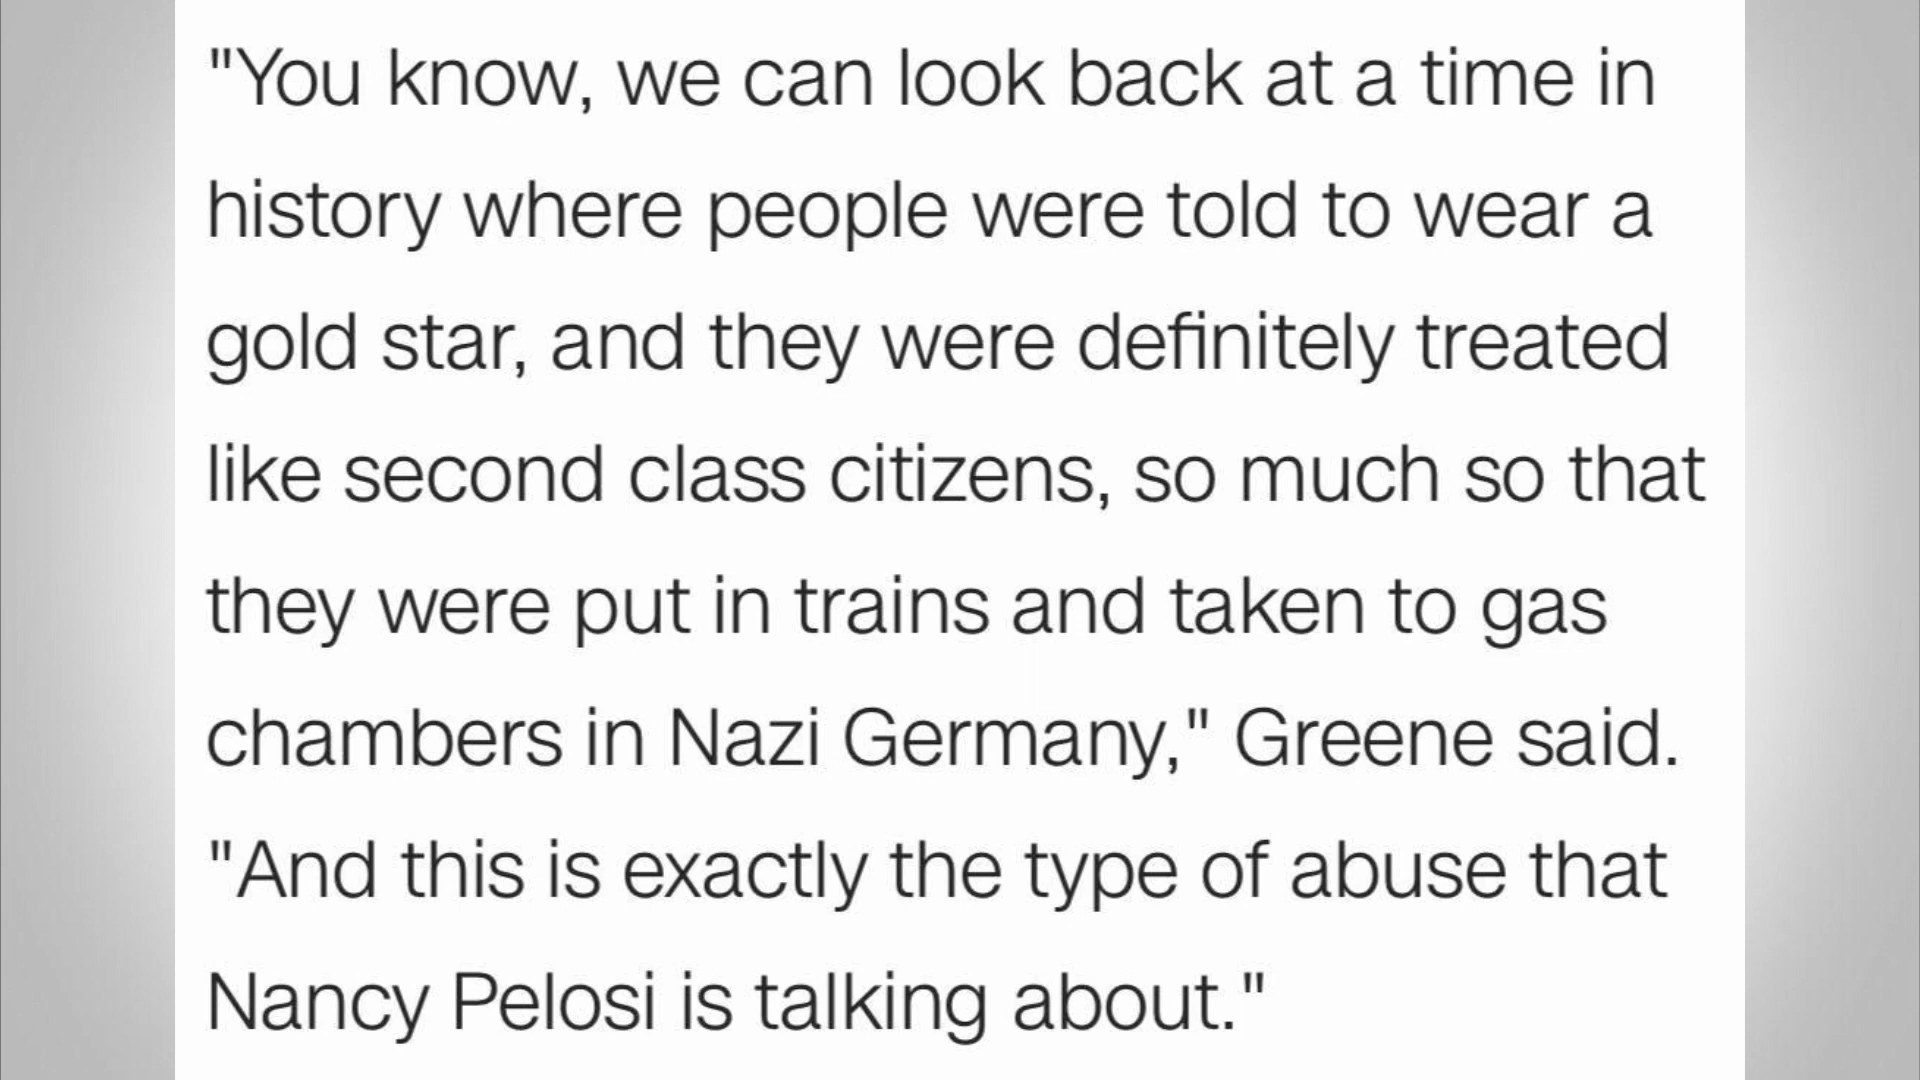 "You know, we can look back at a time in
history where people were told to wear a
gold star, and they were definitely treated
like second class citizens, so much so that
they were put in trains and taken to gas
chambers in Nazi Germany," Greene said.
"And this is exactly the type of abuse that
Nancy Pelosi is talking about."